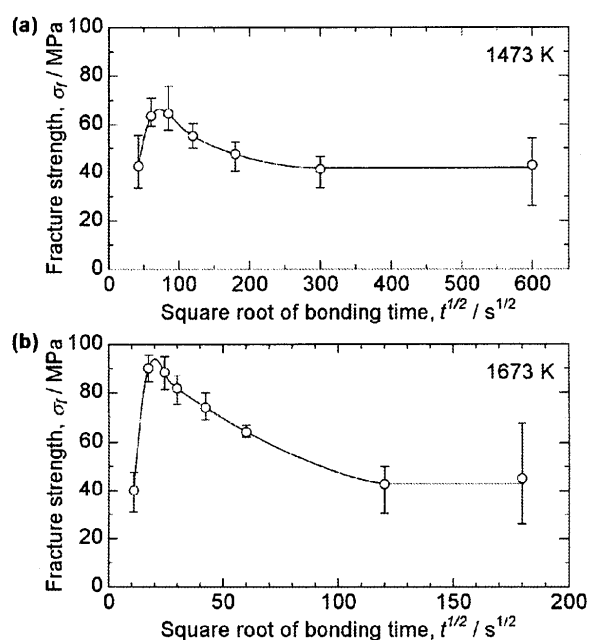 (a)
1473 K
Fracture strength, σf / MPa
100
80
60
40
20
0
0 100 200 300 400 500 600
Square root of bonding time, t1/2 / s1/2
(b)
1673 K
Fracture strength, σf / MPa
100
80
60
40
20
0
0 50 100 150 200
Square root of bonding time, t1/2 / s1/2